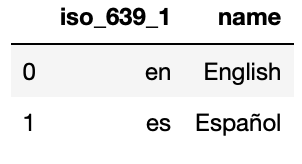 iso_639_1 name
0 en English
1 es Español